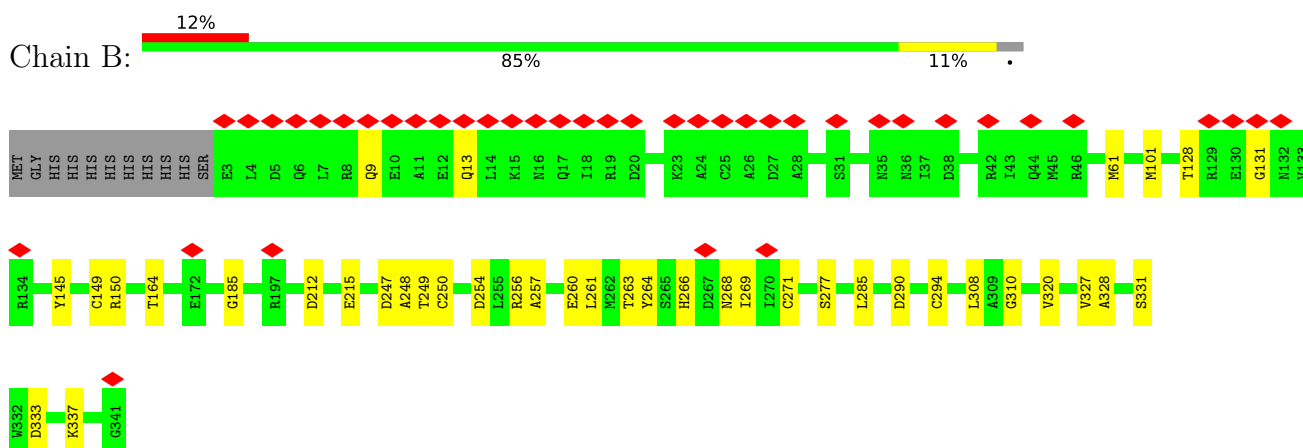 12%
Chain B:
85% 11% •
MET GLY HIS HIS HIS HIS HIS HIS HIS HIS SER E3 L4 D5 Q6 L7 R8 Q9 E10 A11 E12 Q13 L14 K15 N16 Q17 I18 R19 D20 K23 A24 C25 A26 D27 A28 S31 N35 N36 I37 D38 R42 I43 Q44 M45 R46 M61 M101 T128 R129 E130 G131 N132 V133
R134 Y145 C149 R150 T164 E172 G185 R197 D212 E215 D247 A248 T249 C250 D254 L255 R256 A257 E260 L261 M262 T263 Y264 S265 H266 D267 N268 I269 I270 C271 S277 L285 D290 C294 L308 A309 G310 V320 V327 A328 S331
W332 D333 K337 G341